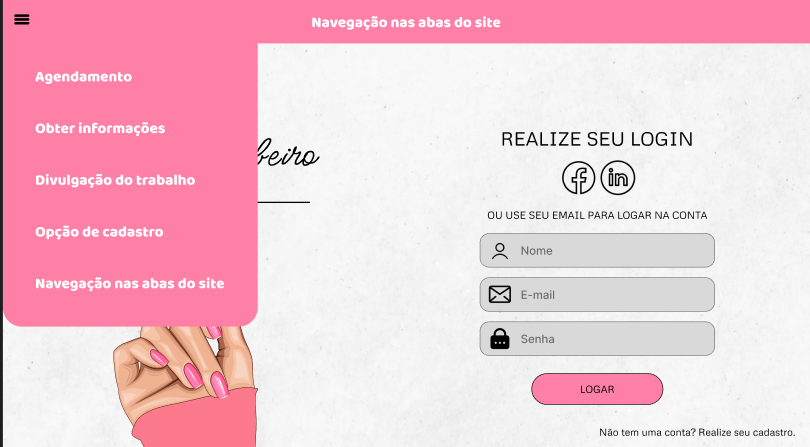 Navegação nas abas do site
Agendamento
Obter informações
Divulgação do trabalho
Opção de cadastro
Navegação nas abas do site
REALIZE SEU LOGIN
in
OU USE SEU EMAIL PARA LOGAR NA CONTA
Nome
E-mail
Senha
LOGAR
Não tem uma conta? Realize seu cadastro.